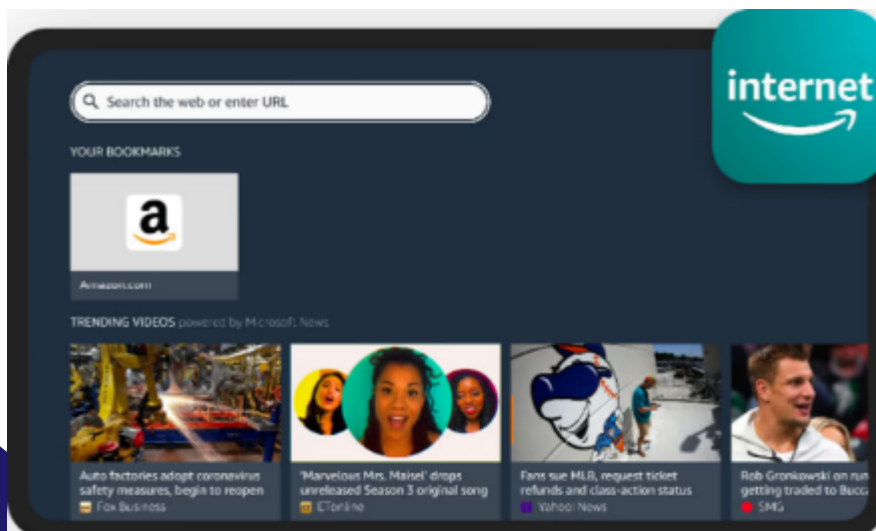 internet
Search the web or enter URL
YOUR BOOKMARKS
a
Amazon.com
TRENDING VIDEOS powered by Microsoft News
Auto factories adopt coronavirus
safety measures, begin to reopen
Fox Business
'Marvelous Mrs. Maisel' drops
unreleased Season 3 original song
ETonline
Fans sue MLB, request ticket
refunds and class-action status
Yahoo! News
Rob Gronkowski on run
getting traded to Bucca
SMG